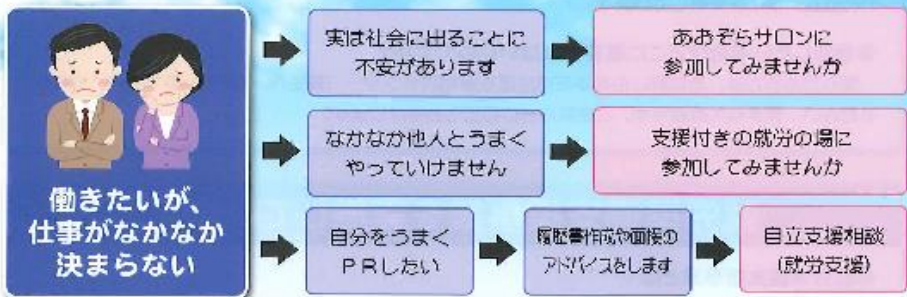 働きたいが、
仕事がなかなか
決まらない
実は社会に出ることに
不安があります
あおぞらサロンに
参加してみませんか
なかなか他人とうまく
やっていけません
支援付きの就労の場に
参加してみませんか
自分をうまく
PRしたい
履歴書作成や面接の
アドバイスをします
自立支援相談
(就労支援)